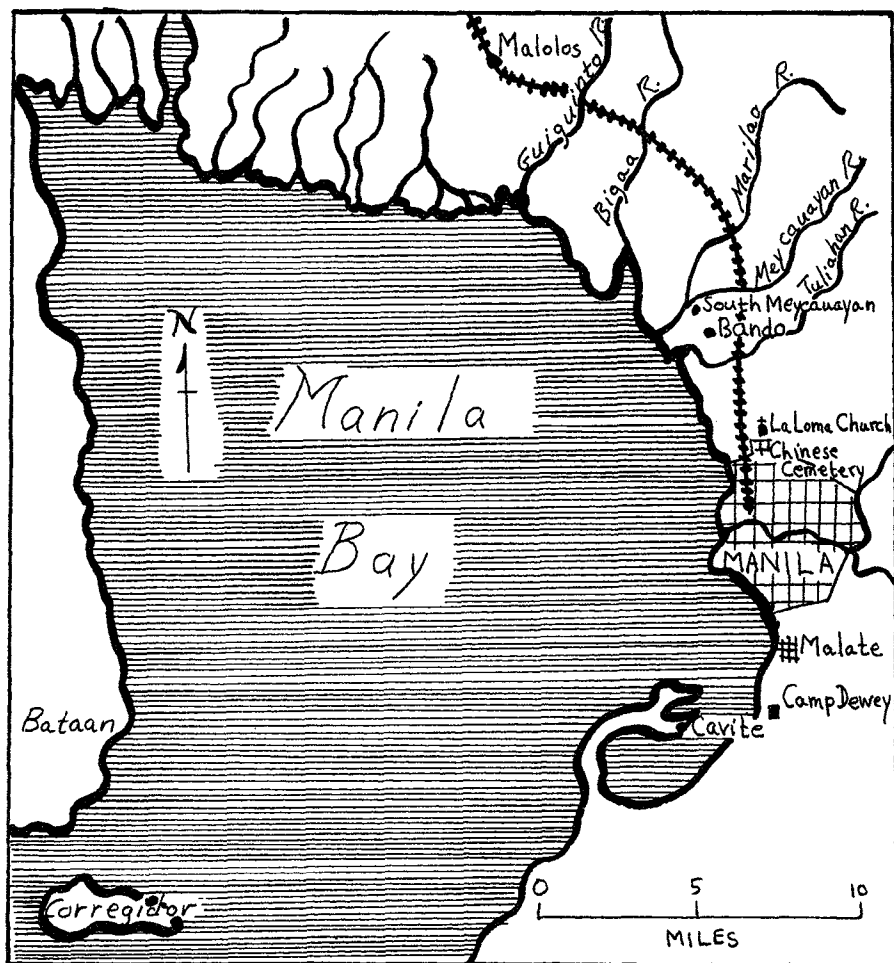 Malolos
Guiguinto R.
Bigaa R.
Marilao R.
Meycauayan R.
Tuliahan R.
South Meycauayan
Bando
N
Manila
Bay
La Loma Church
Chinese
Cemetery
MANILA
Malate
Camp Dewey
Cavite
Bataan
Corregidor
0 5 10
MILES